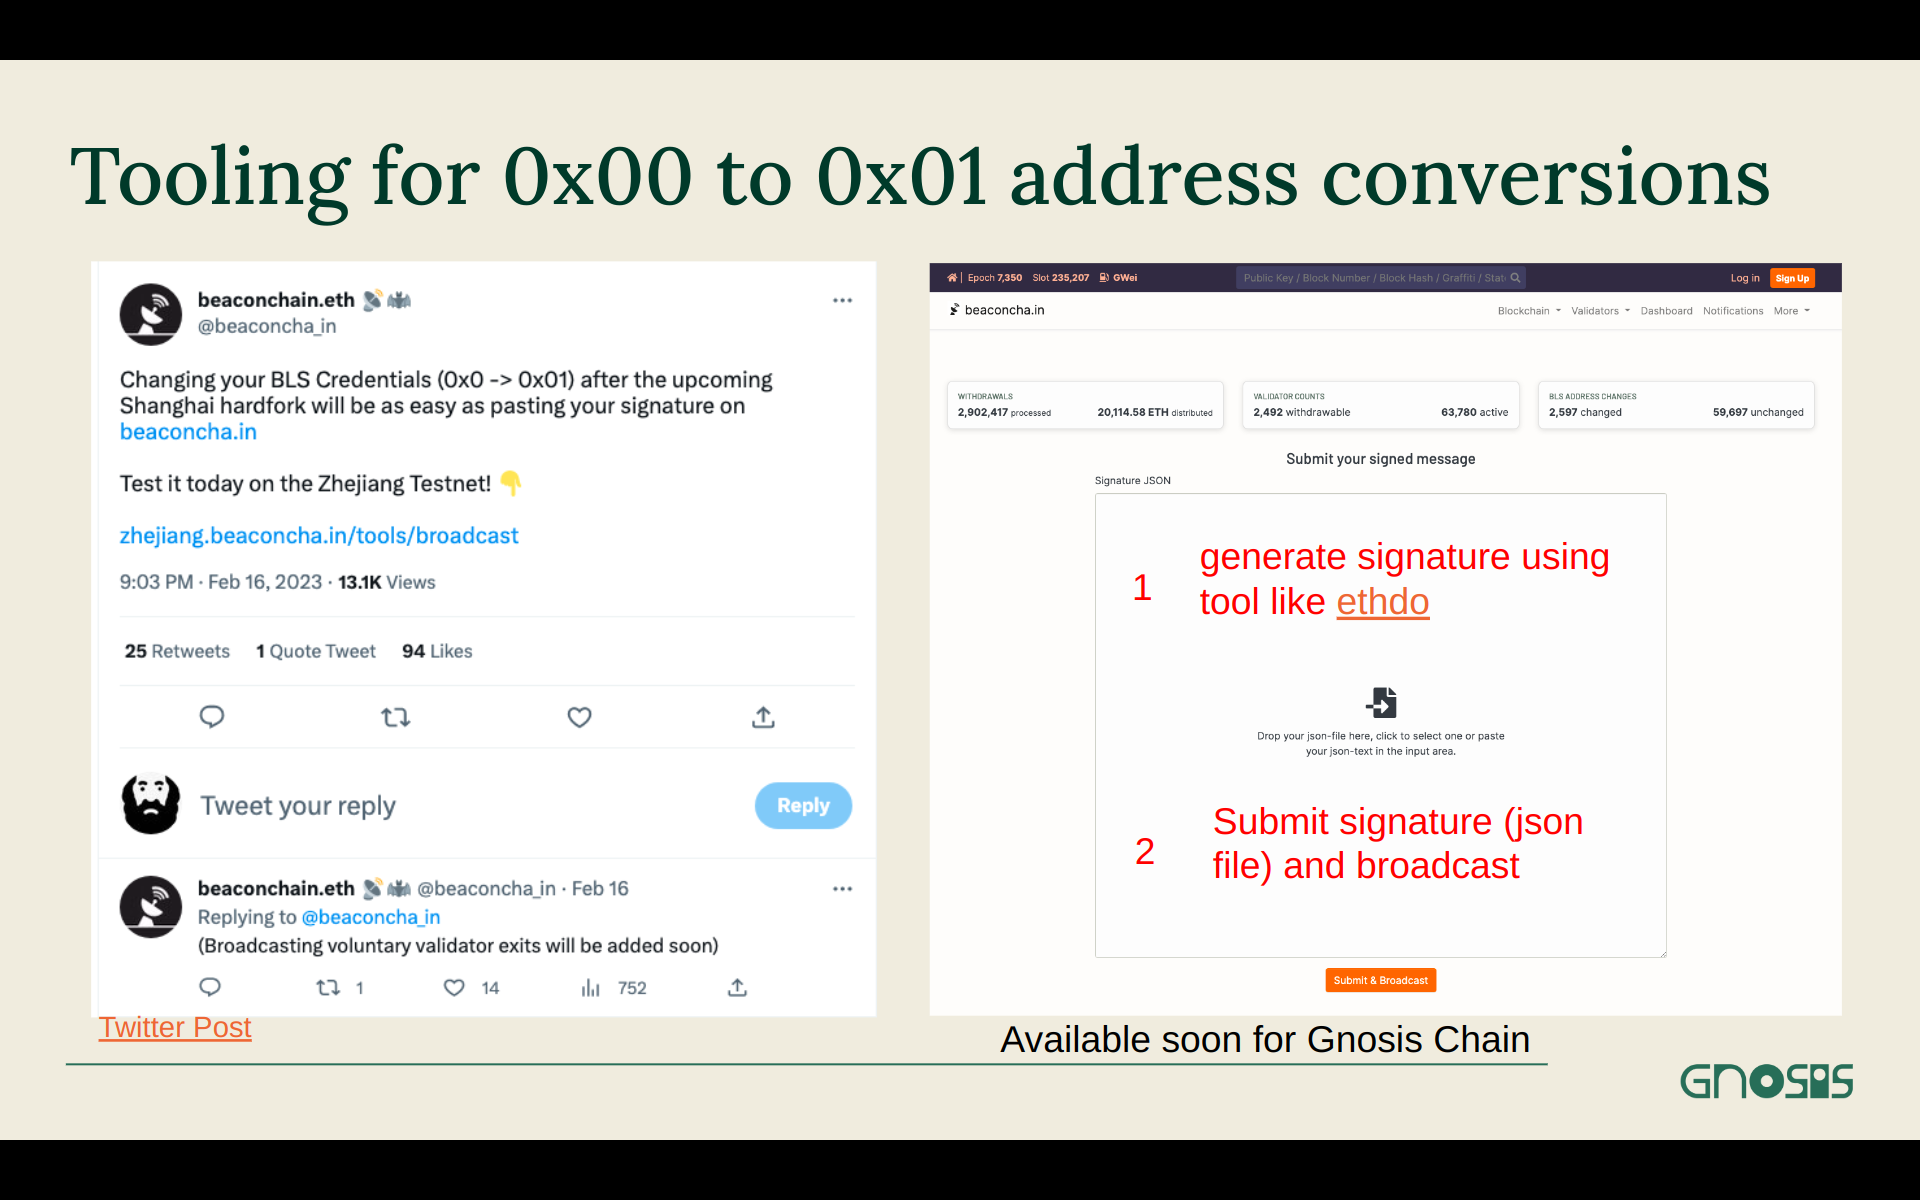 Tooling for 0x00 to 0x01 address conversions
beaconchain.eth
@beaconcha_in
Changing your BLS Credentials (0x0 -> 0x01) after the upcoming
Shanghai hardfork will be as easy as pasting your signature on
beaconcha.in
Test it today on the Zhejiang Testnet! 👇
zhejiang.beaconcha.in/tools/broadcast
9:03 PM · Feb 16, 2023 · 13.1K Views
25 Retweets 1 Quote Tweet 94 Likes
Tweet your reply
Reply
beaconchain.eth @beaconcha_in · Feb 16
Replying to @beaconcha_in
(Broadcasting voluntary validator exits will be added soon)
1 14 752
Twitter Post
Epoch 7,350 Slot 235,207 GWei
Public Key / Block Number / Block Hash / Graffiti / State
Log in
Sign Up
beaconcha.in
Blockchain Validators Dashboard Notifications More
WITHDRAWALS
2,902,417 processed 20,114.58 ETH distributed
VALIDATOR COUNTS
2,492 withdrawable 63,780 active
BLS ADDRESS CHANGES
2,597 changed 59,697 unchanged
Submit your signed message
Signature JSON
1 generate signature using
tool like ethdo
Drop your json-file here, click to select one or paste
your json-text in the input area.
2 Submit signature (json
file) and broadcast
Submit & Broadcast
Available soon for Gnosis Chain
GNOSIS